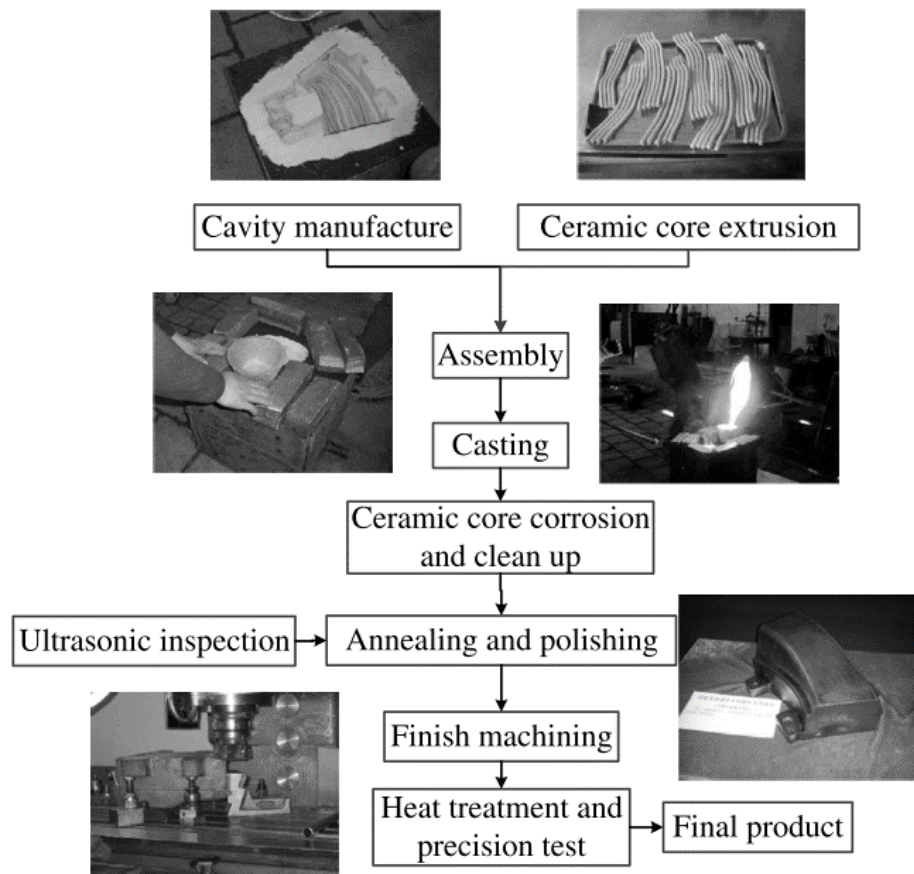 Cavity manufacture
Ceramic core extrusion
Assembly
Casting
Ceramic core corrosion
and clean up
Ultrasonic inspection
Annealing and polishing
Finish machining
Heat treatment and
precision test
Final product